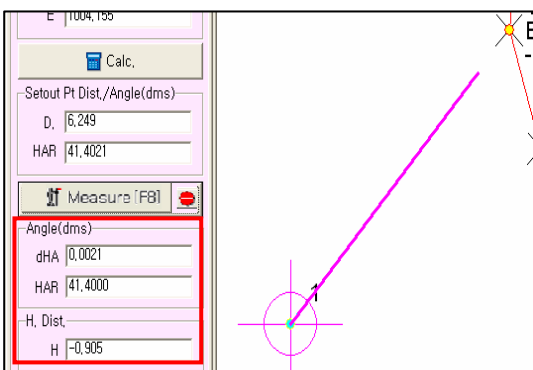 E 1004,155
Calc,
Setout Pt Dist,/Angle(dms)
D, 6,249
HAR 41,4021
Measure [F8]
Angle(dms)
dHA 0,0021
HAR 41,4000
H, Dist,
H -0,905
1